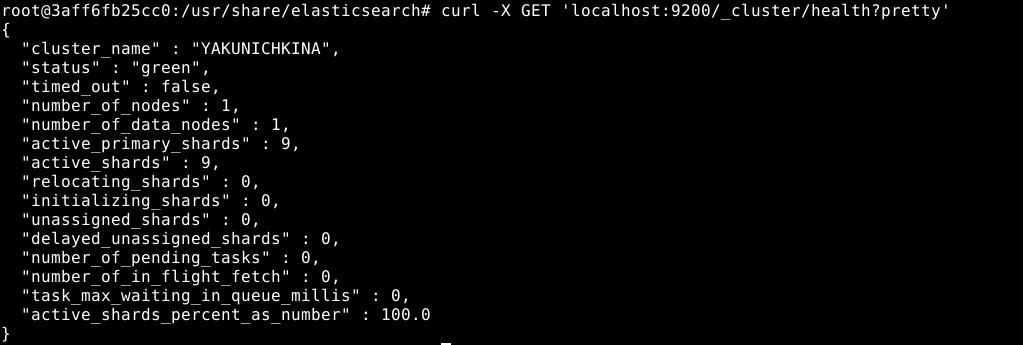 root@3aff6fb25cc0:/usr/share/elasticsearch# curl -X GET 'localhost:9200/_cluster/health?pretty'
{
  "cluster_name" : "YAKUNICHKINA",
  "status" : "green",
  "timed_out" : false,
  "number_of_nodes" : 1,
  "number_of_data_nodes" : 1,
  "active_primary_shards" : 9,
  "active_shards" : 9,
  "relocating_shards" : 0,
  "initializing_shards" : 0,
  "unassigned_shards" : 0,
  "delayed_unassigned_shards" : 0,
  "number_of_pending_tasks" : 0,
  "number_of_in_flight_fetch" : 0,
  "task_max_waiting_in_queue_millis" : 0,
  "active_shards_percent_as_number" : 100.0
}